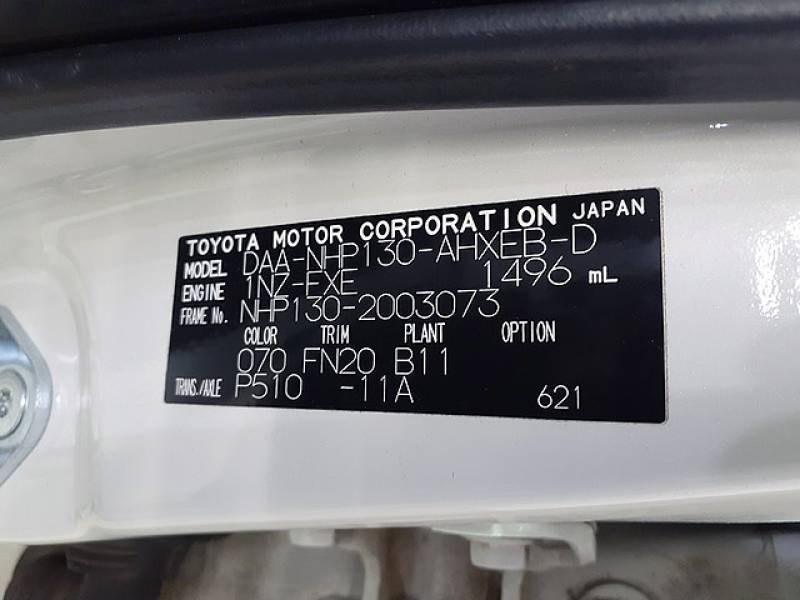 TOYOTA MOTOR CORPORATION JAPAN
MODEL DAA-NHP130-AHXEB-D
ENGINE 1NZ-EXE 1496 mL
FRAME No. NHP130-2003073
COLOR TRIM PLANT OPTION
070 FN20 B11
TRANS./AXLE P510 -11A 621